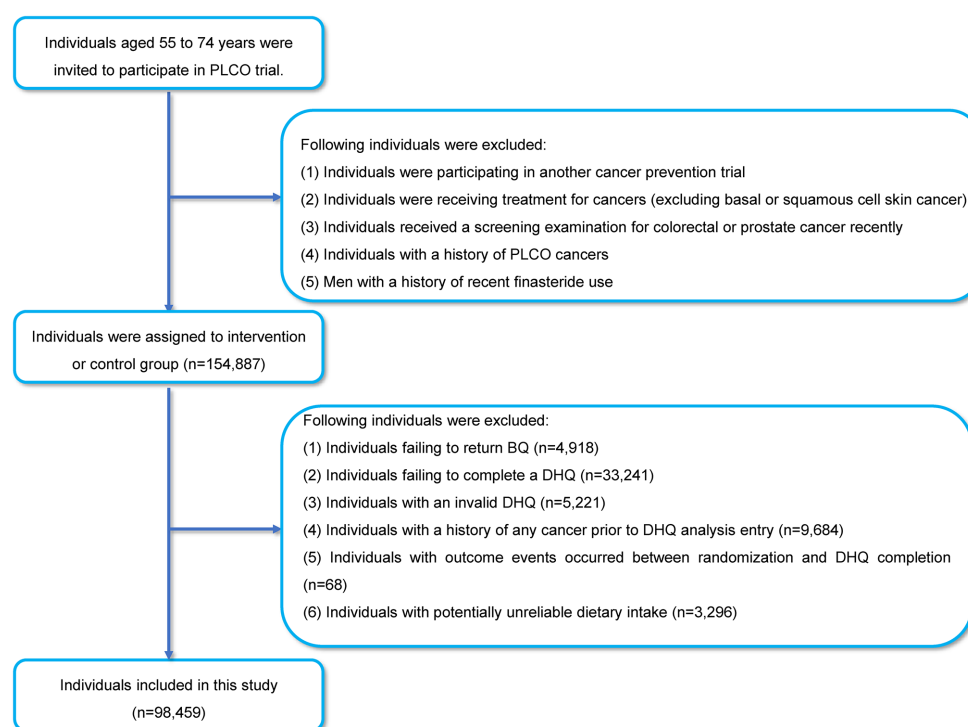 Individuals aged 55 to 74 years were
invited to participate in PLCO trial.
Following individuals were excluded:
(1) Individuals were participating in another cancer prevention trial
(2) Individuals were receiving treatment for cancers (excluding basal or squamous cell skin cancer)
(3) Individuals received a screening examination for colorectal or prostate cancer recently
(4) Individuals with a history of PLCO cancers
(5) Men with a history of recent finasteride use
Individuals were assigned to intervention
or control group (n=154,887)
Following individuals were excluded:
(1) Individuals failing to return BQ (n=4,918)
(2) Individuals failing to complete a DHQ (n=33,241)
(3) Individuals with an invalid DHQ (n=5,221)
(4) Individuals with a history of any cancer prior to DHQ analysis entry (n=9,684)
(5) Individuals with outcome events occurred between randomization and DHQ completion
(n=68)
(6) Individuals with potentially unreliable dietary intake (n=3,296)
Individuals included in this study
(n=98,459)